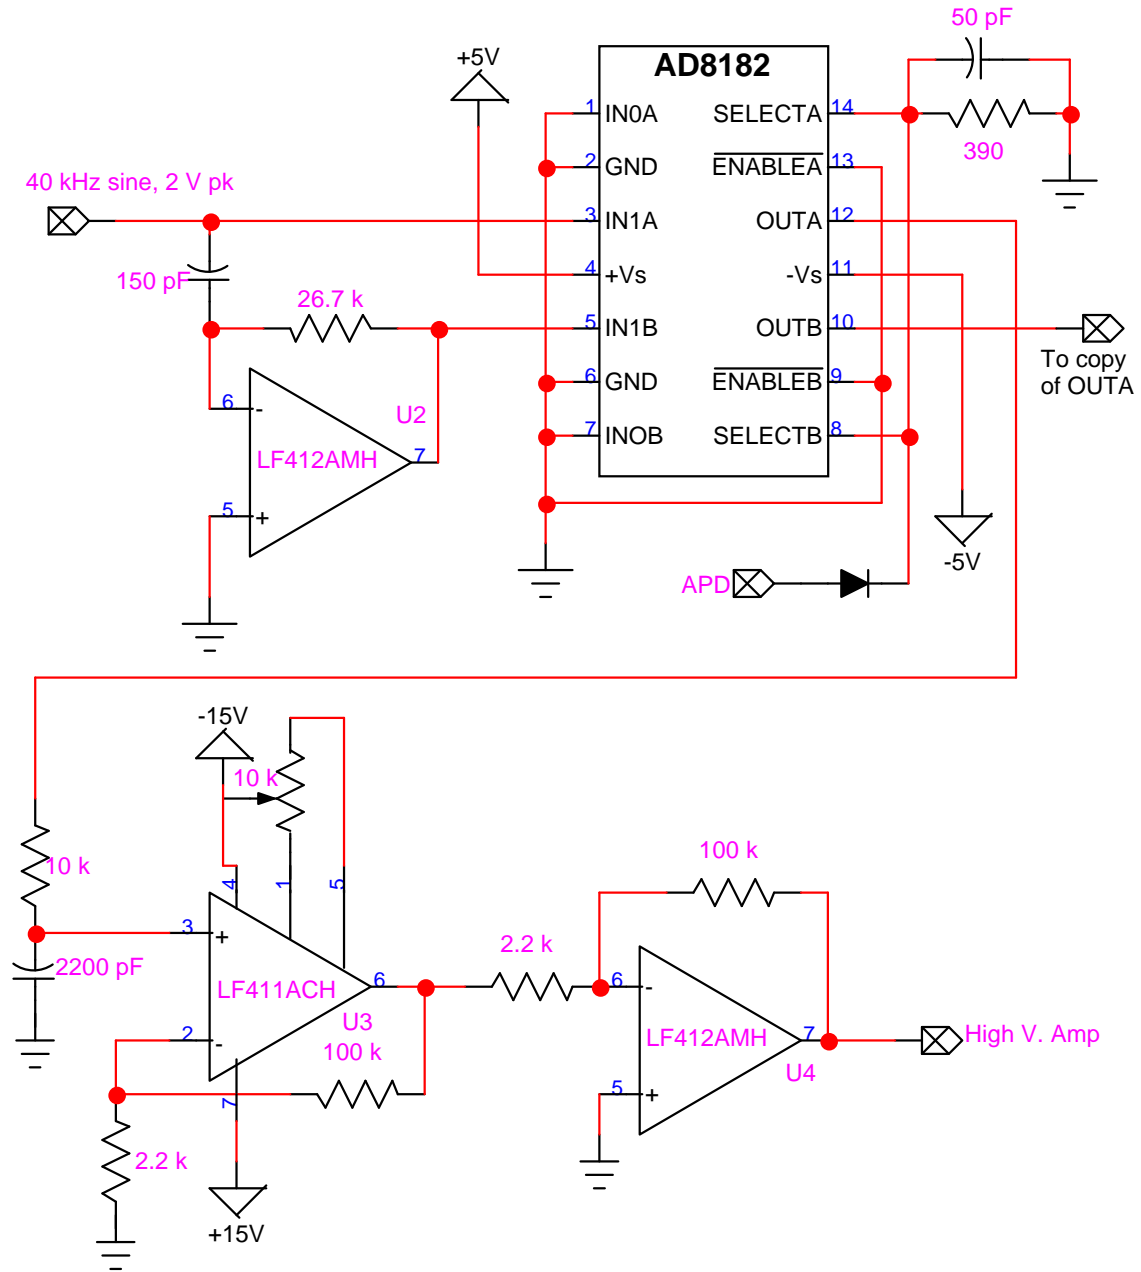 50 pF
+5V
AD8182
1
IN0A
SELECTA
14
390
2
GND
ENABLEA
13
40 kHz sine, 2 V pk
3
IN1A
OUTA
12
150 pF
4
+Vs
-Vs
11
26.7 k
5
IN1B
OUTB
10
To copy
of OUTA
6
GND
ENABLEB
9
6
-
U2
7
INOB
SELECTB
8
LF412AMH
7
5
+
-5V
APD
-15V
10 k
10 k
4
1
5
100 k
3
+
2.2 k
2200 pF
LF411ACH
6
6
-
U3
2
-
100 k
LF412AMH
7
High V. Amp
U4
7
5
+
2.2 k
+15V